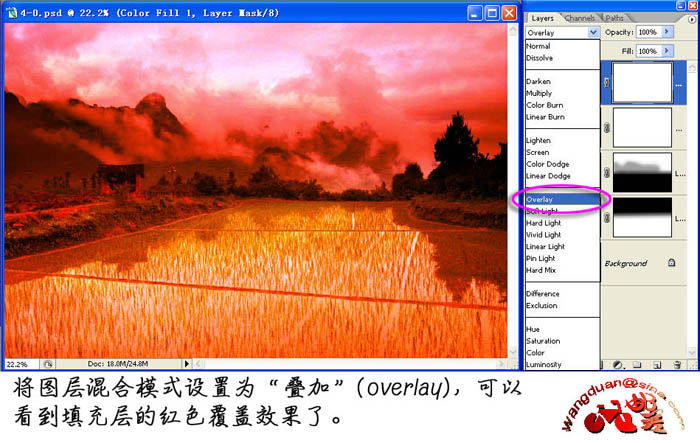 4-0.psd @ 22.2% (Color Fill 1, Layer Mask/8)
22.2%
Doc: 18.0M/24.8M
Layers
Channels
Paths
Overlay
Opacity: 100%
Fill: 100%
Normal
Dissolve
Darken
Multiply
Color Burn
Linear Burn
Lighten
Screen
Color Dodge
Linear Dodge
Overlay
Soft Light
Hard Light
Vivid Light
Linear Light
Pin Light
Hard Mix
Difference
Exclusion
Hue
Saturation
Color
Luminosity
...
...
L...
L...
Background
将图层混合模式设置为“叠加”(overlay)，可以
看到填充层的红色覆盖效果了。
wangduan@sina.com